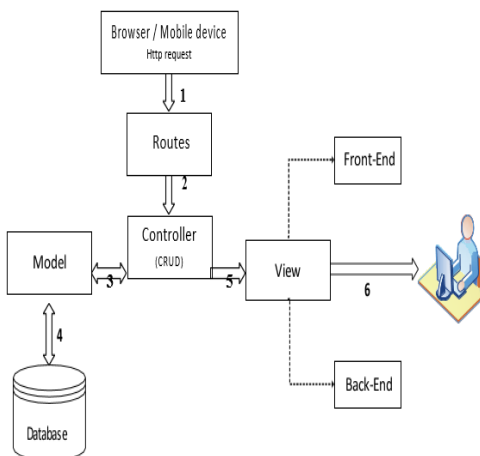 Browser / Mobile device
Http request
1
Routes
2
Front-End
Controller
(CRUD)
Model
3
5
View
6
4
Back-End
Database